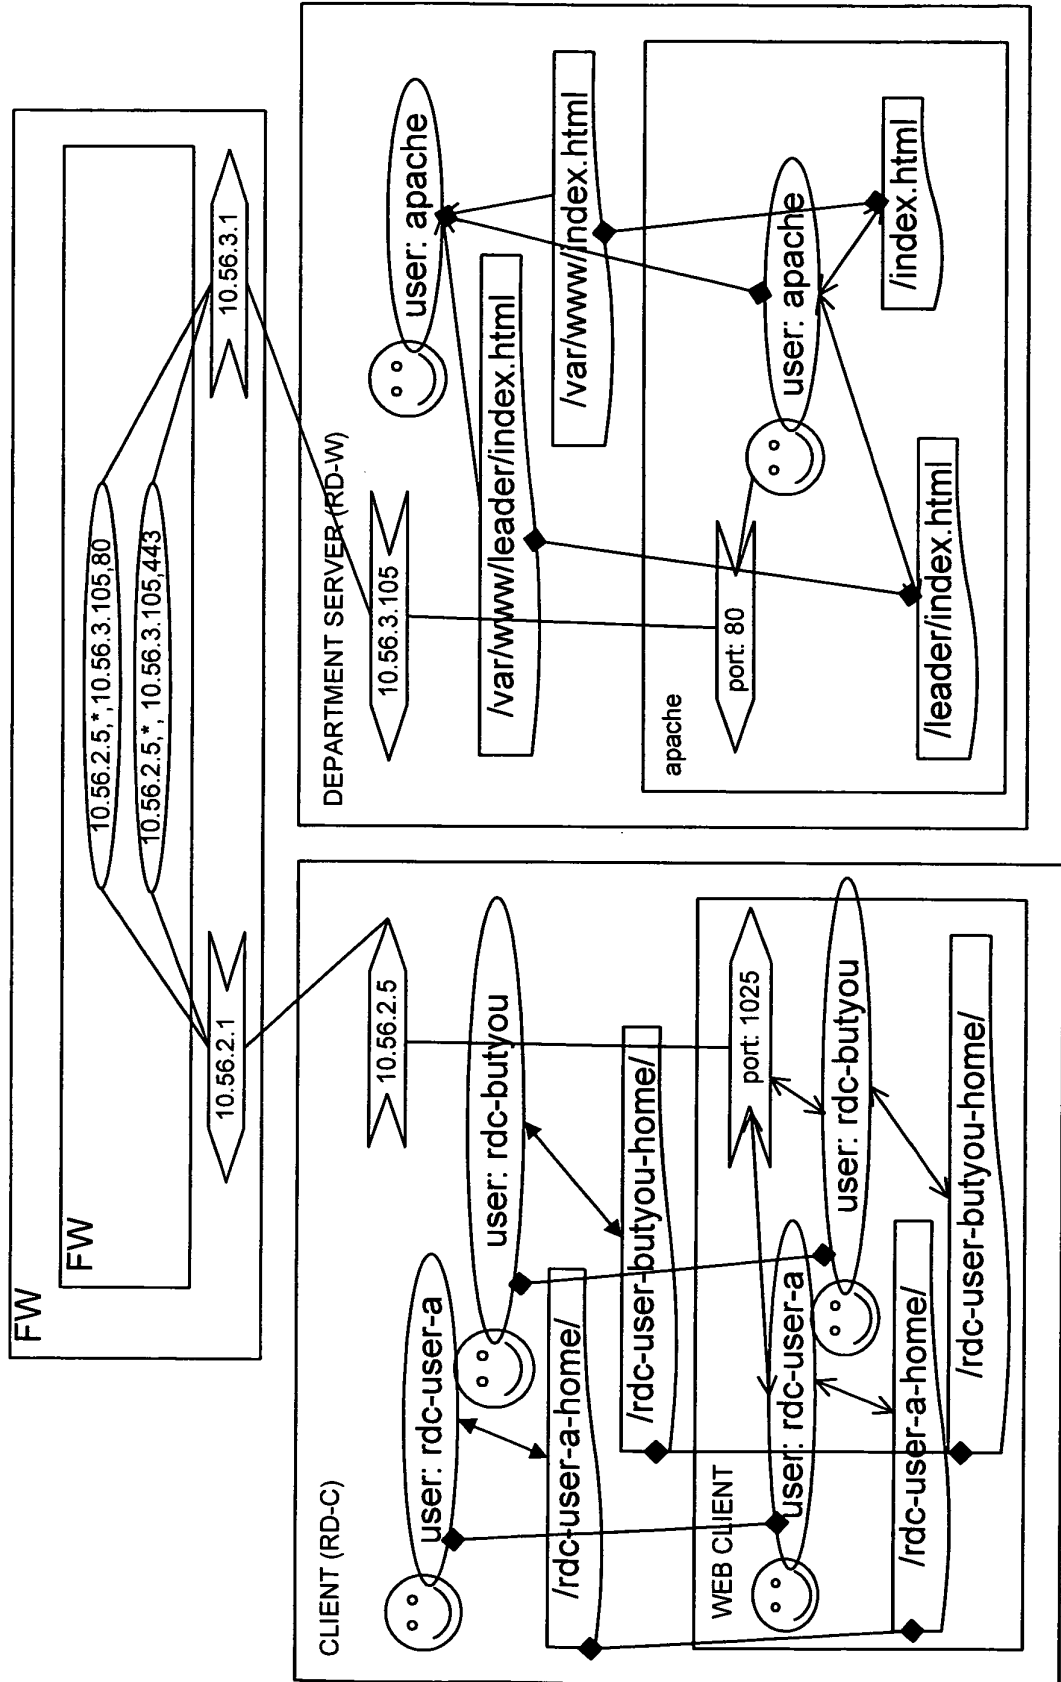 FW
FW
10.56.2.5,*,10.56.3.105,80
10.56.2.5,*, 10.56.3.105,443
10.56.2.1
10.56.3.1
CLIENT (RD-C)
user: rdc-user-a
10.56.2.5
user: rdc-butyou
/rdc-user-a-home/
/rdc-user-butyou-home/
WEB CLIENT
port: 1025
user: rdc-user-a
user: rdc-butyou
/rdc-user-a-home/
/rdc-user-butyou-home/
DEPARTMENT SERVER (RD-W)
10.56.3.105
user: apache
/var/www/leader/index.html
/var/www/index.html
apache
port: 80
user: apache
/index.html
/leader/index.html